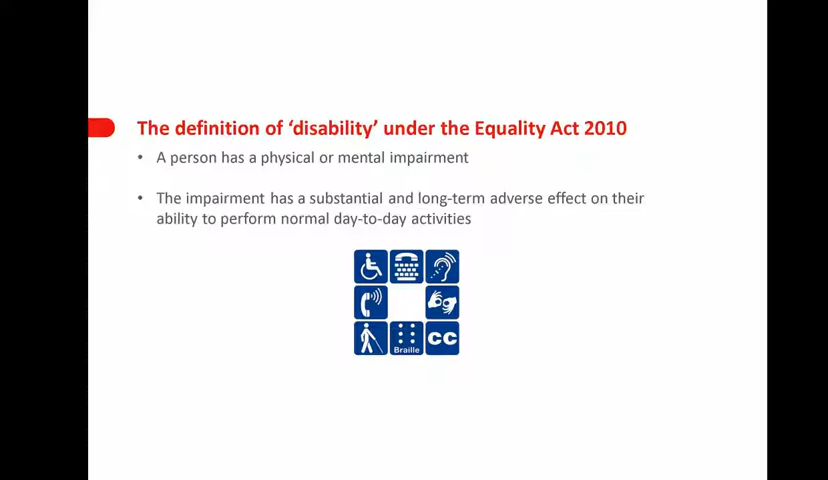 The definition of ‘disability’ under the Equality Act 2010
• A person has a physical or mental impairment
• The impairment has a substantial and long-term adverse effect on their
ability to perform normal day-to-day activities
Braille
CC